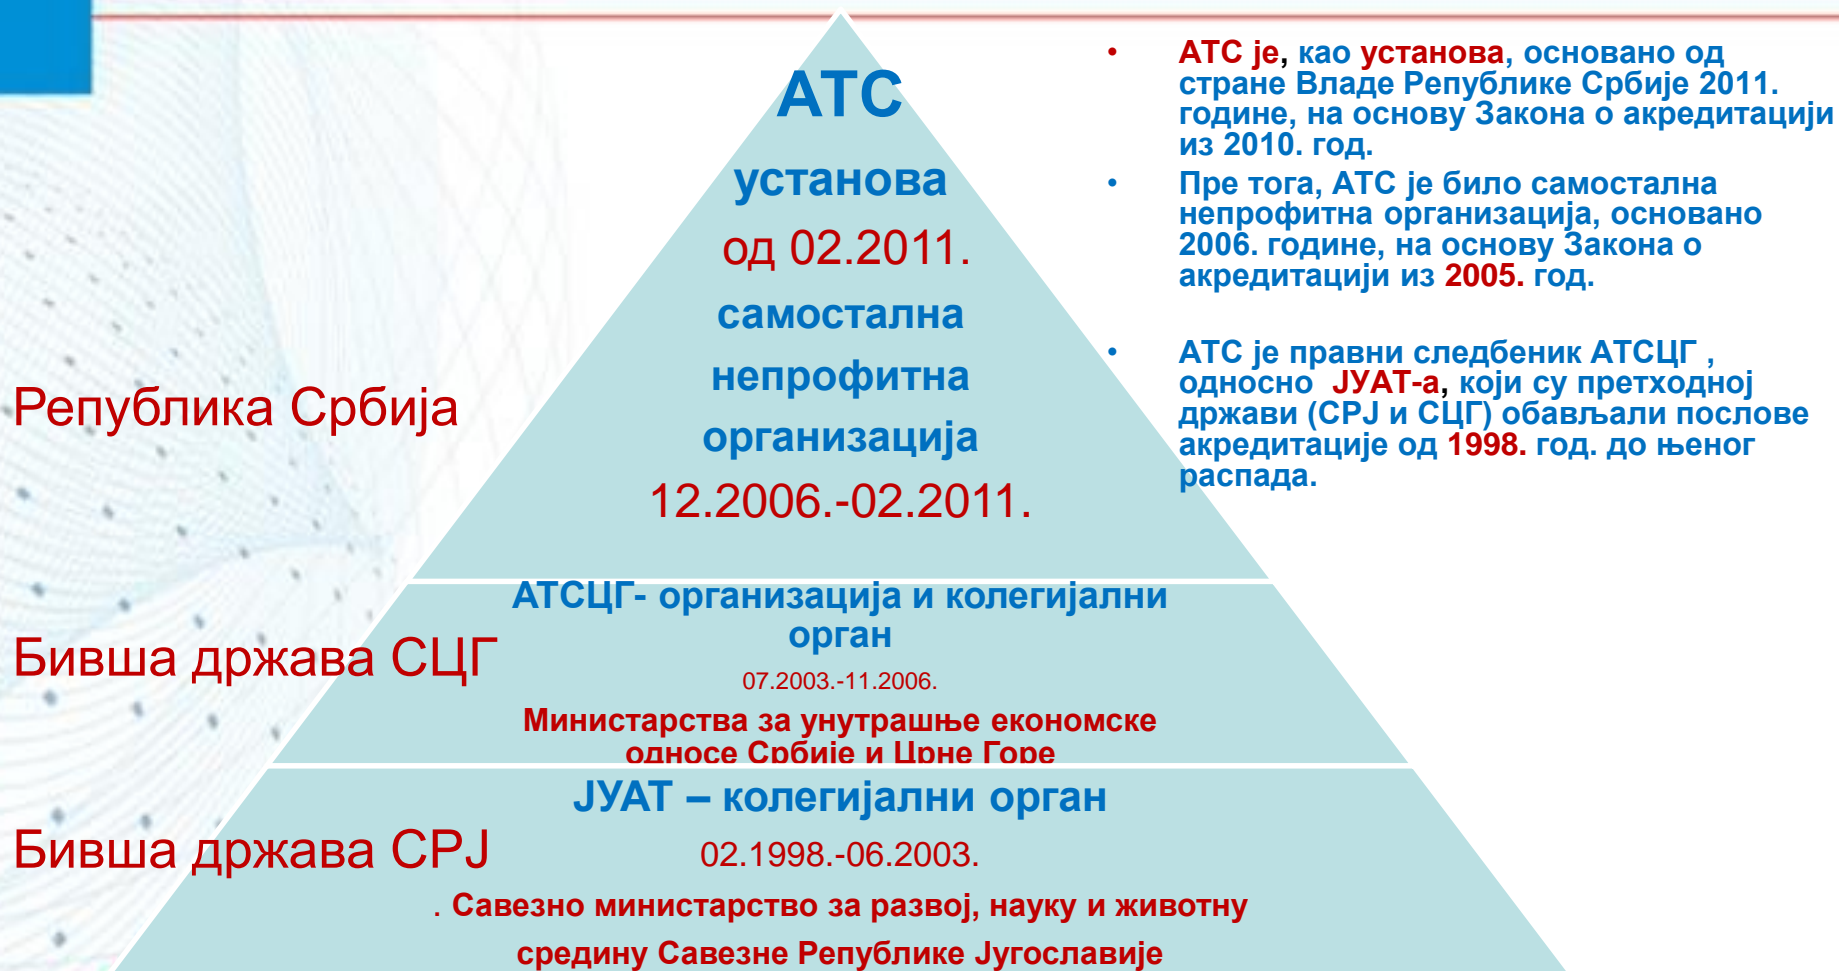 АТС
установа
од 02.2011.
самостална
непрофитна
организација
12.2006.-02.2011.
• АТС је, као установа, основано од
стране Владе Републике Србије 2011.
године, на основу Закона о акредитацији
из 2010. год.
• Пре тога, АТС је било самостална
непрофитна организација, основано
2006. године, на основу Закона о
акредитацији из 2005. год.
• АТС је правни следбеник АТСЦГ ,
односно ЈУАТ-а, који су претходној
држави (СРЈ и СЦГ) обављали послове
акредитације од 1998. год. до њеног
распада.
Република Србија
АТСЦГ- организација и колегијални
орган
07.2003.-11.2006.
Министарства за унутрашње економске
односе Србије и Црне Горе
Бивша држава СЦГ
ЈУАТ – колегијални орган
02.1998.-06.2003.
. Савезно министарство за развој, науку и животну
средину Савезне Републике Југославије
Бивша држава СРЈ